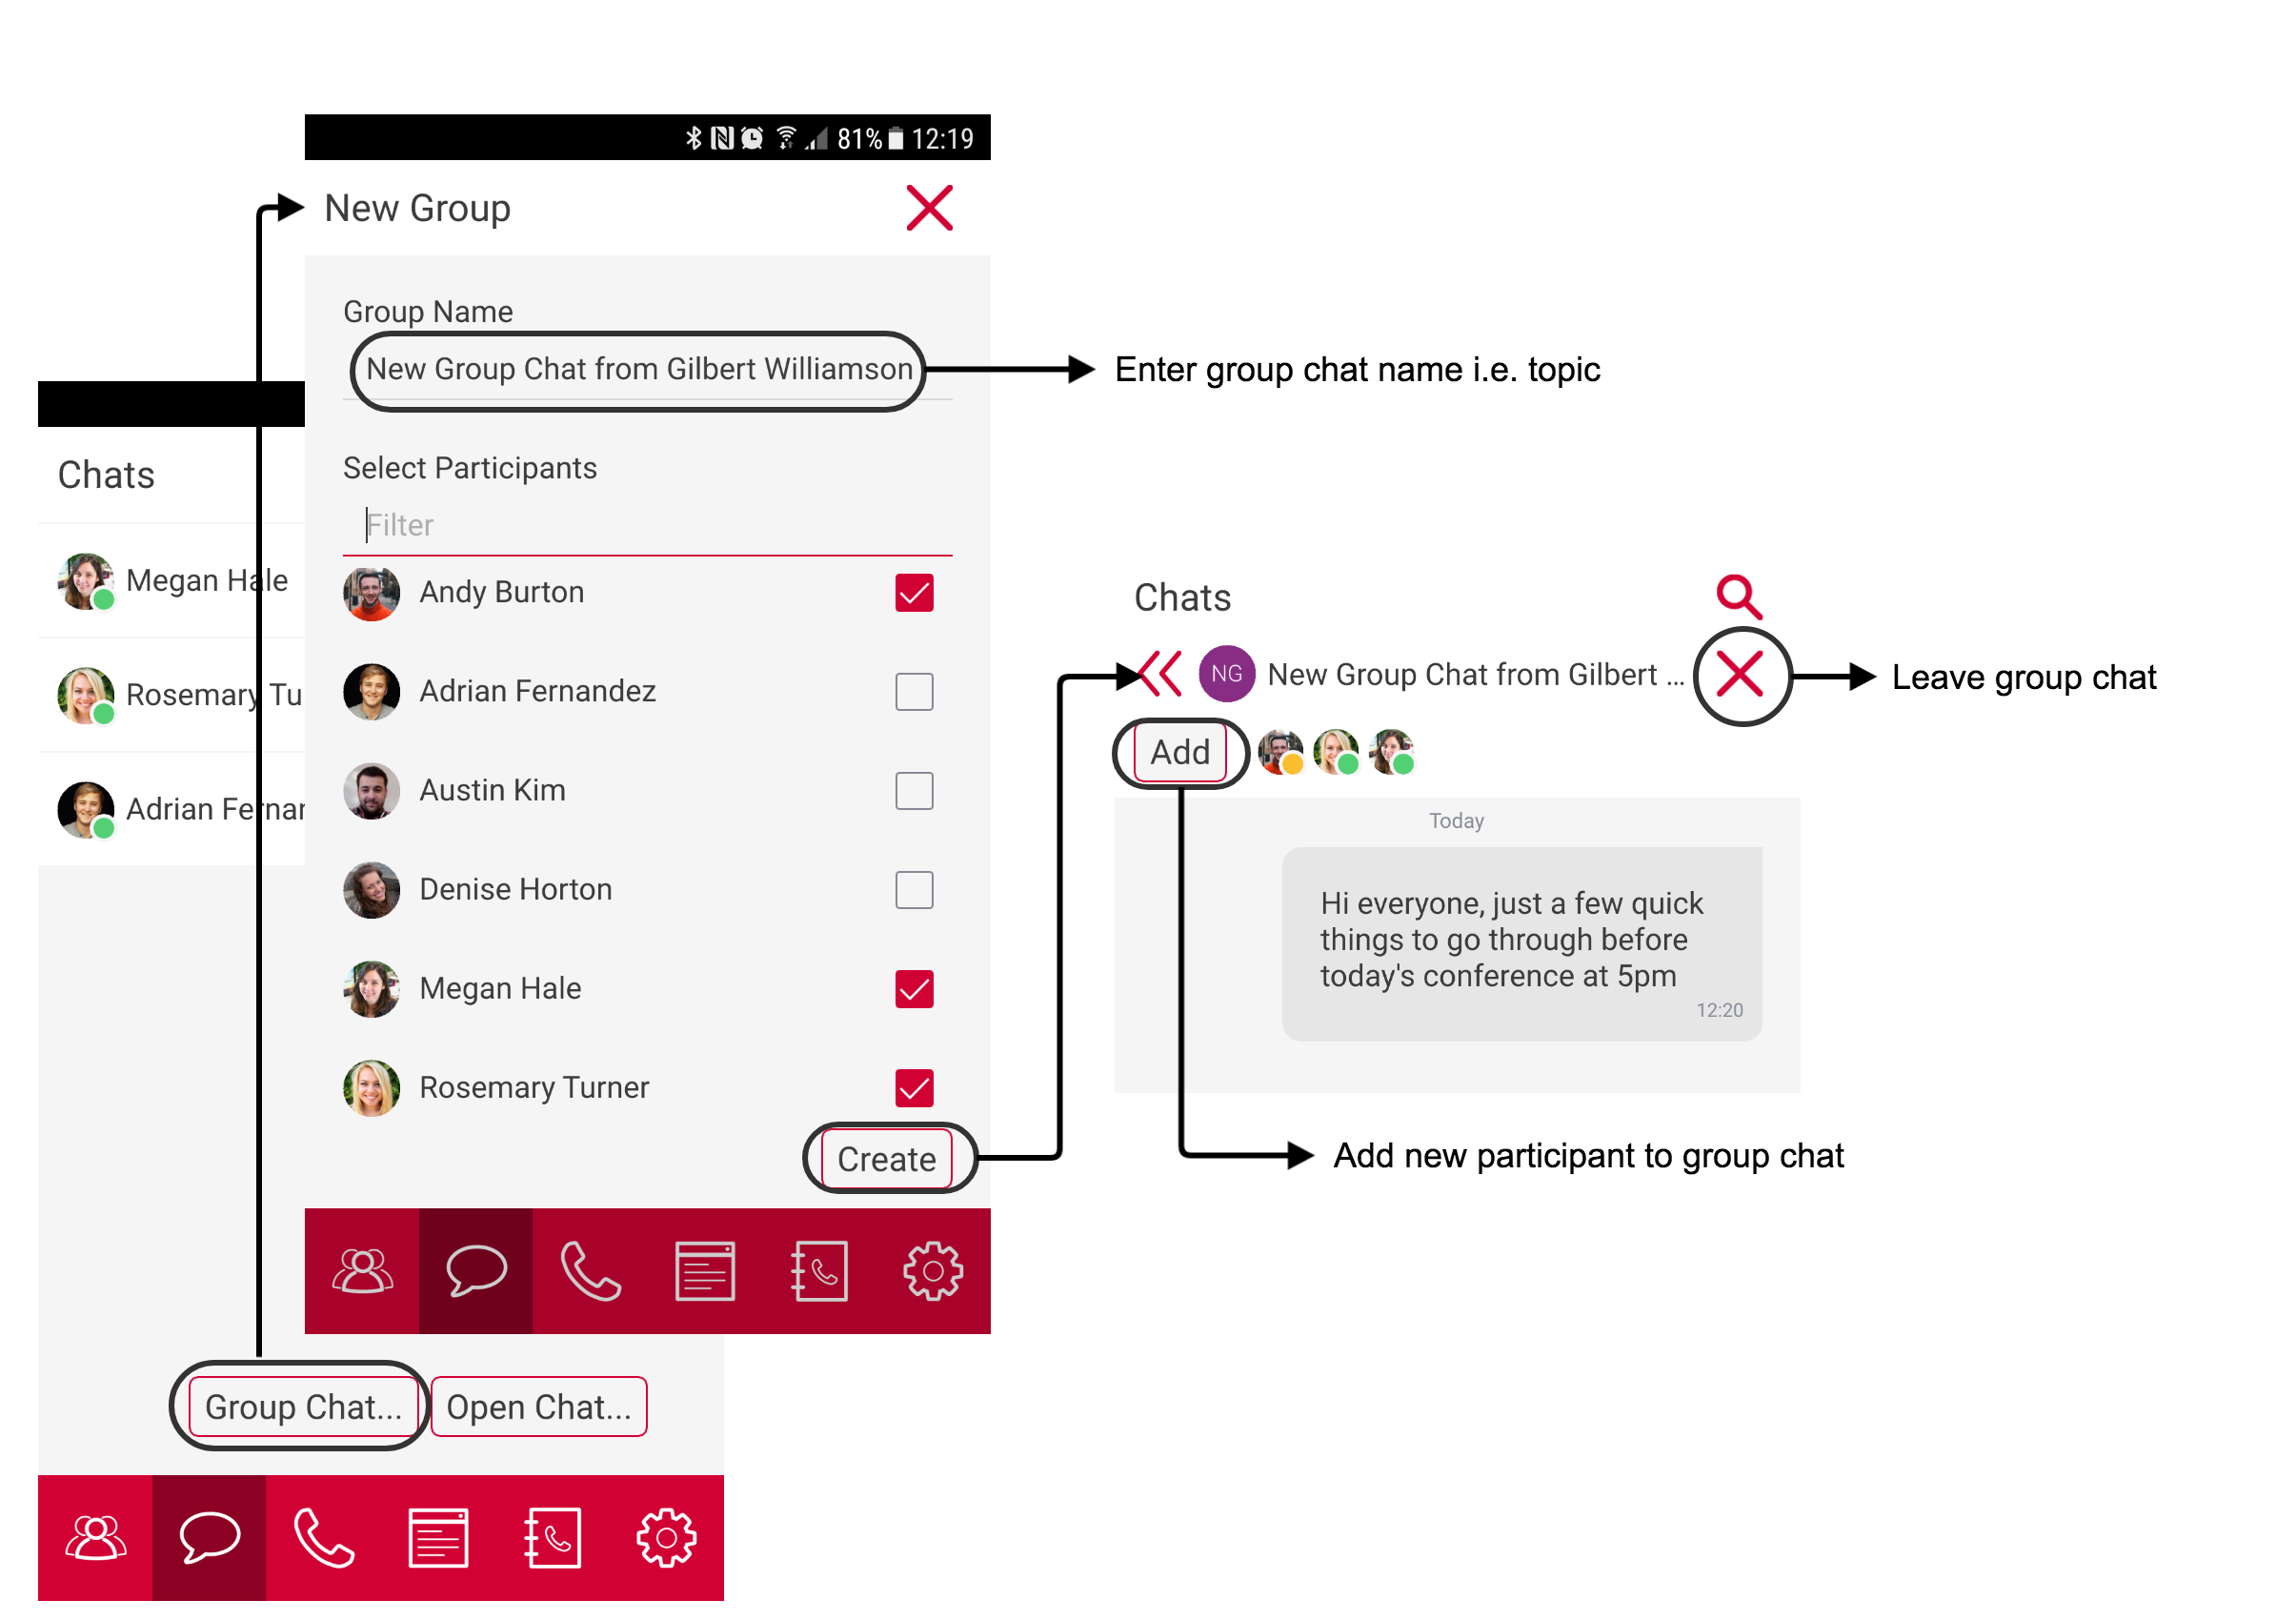 81% 12:19
New Group
Group Name
New Group Chat from Gilbert Williamson
Enter group chat name i.e. topic
Select Participants
Filter
Andy Burton
Adrian Fernandez
Austin Kim
Denise Horton
Megan Hale
Rosemary Turner
Create
Chats
Megan Hale
Rosemary Tu
Adrian Fernan
Group Chat...
Open Chat...
Chats
NG
New Group Chat from Gilbert ...
Leave group chat
Add
Today
Hi everyone, just a few quick
things to go through before
today's conference at 5pm
12:20
Add new participant to group chat